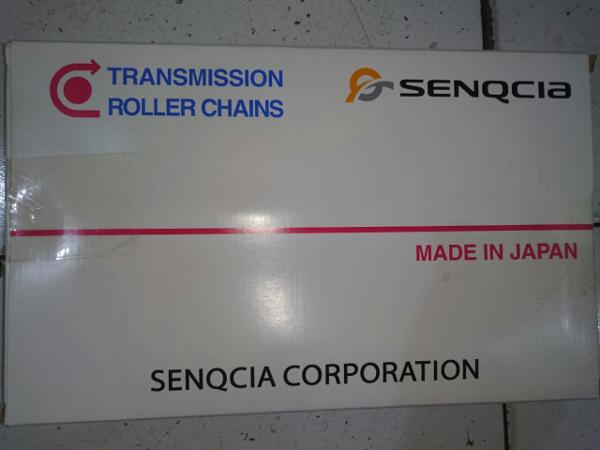 TRANSMISSION
ROLLER CHAINS
SENQCIA
MADE IN JAPAN
SENQCIA CORPORATION